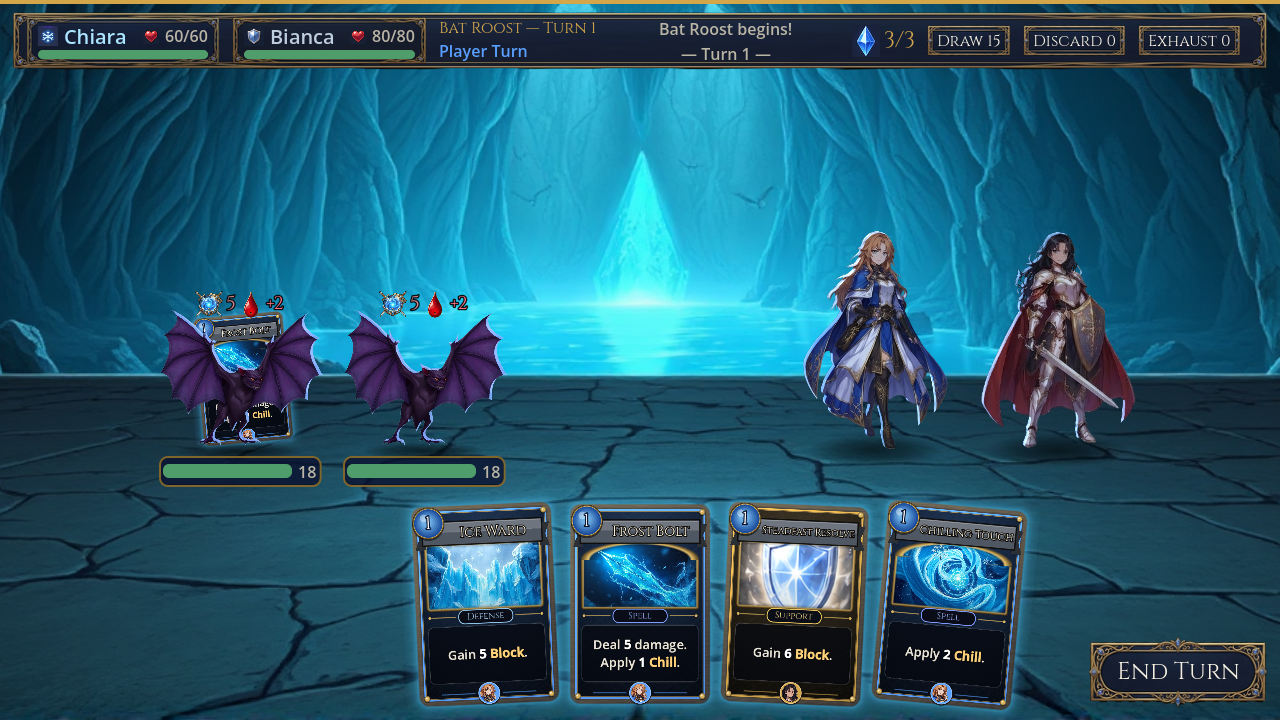 Chiara 60/60
Bianca 80/80
BAT ROOST — TURN 1
Player Turn
Bat Roost begins!
— Turn 1 —
3/3
DRAW 15
DISCARD 0
EXHAUST 0
5 +2
5 +2
FROST BOLT
Chill.
18
18
1
ICE WARD
DEFENSE
Gain 5 Block.
1
FROST BOLT
SPELL
Deal 5 damage.
Apply 1 Chill.
1
STEADFAST RESOLVE
SUPPORT
Gain 6 Block.
1
CHILLING TOUCH
SPELL
Apply 2 Chill.
END TURN